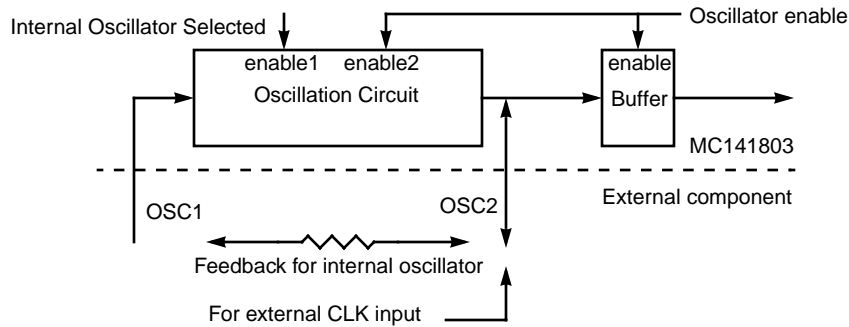 Internal Oscillator Selected
Oscillator enable
enable1
enable2
enable
Oscillation Circuit
Buffer
MC141803
External component
OSC1
OSC2
Feedback for internal oscillator
For external CLK input